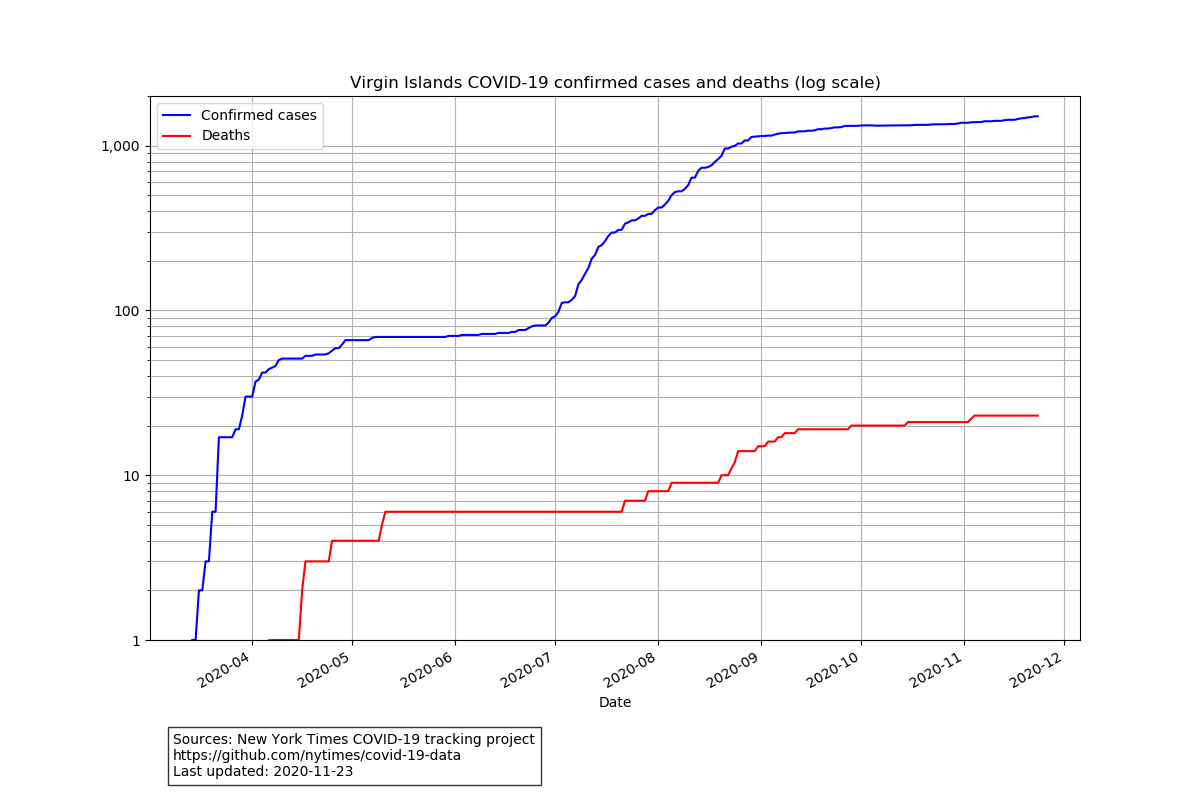 Virgin Islands COVID-19 confirmed cases and deaths (log scale)
Confirmed cases
Deaths
1,000
100
10
1
2020-04
2020-05
2020-06
2020-07
2020-08
2020-09
2020-10
2020-11
2020-12
Date
Sources: New York Times COVID-19 tracking project
https://github.com/nytimes/covid-19-data
Last updated: 2020-11-23